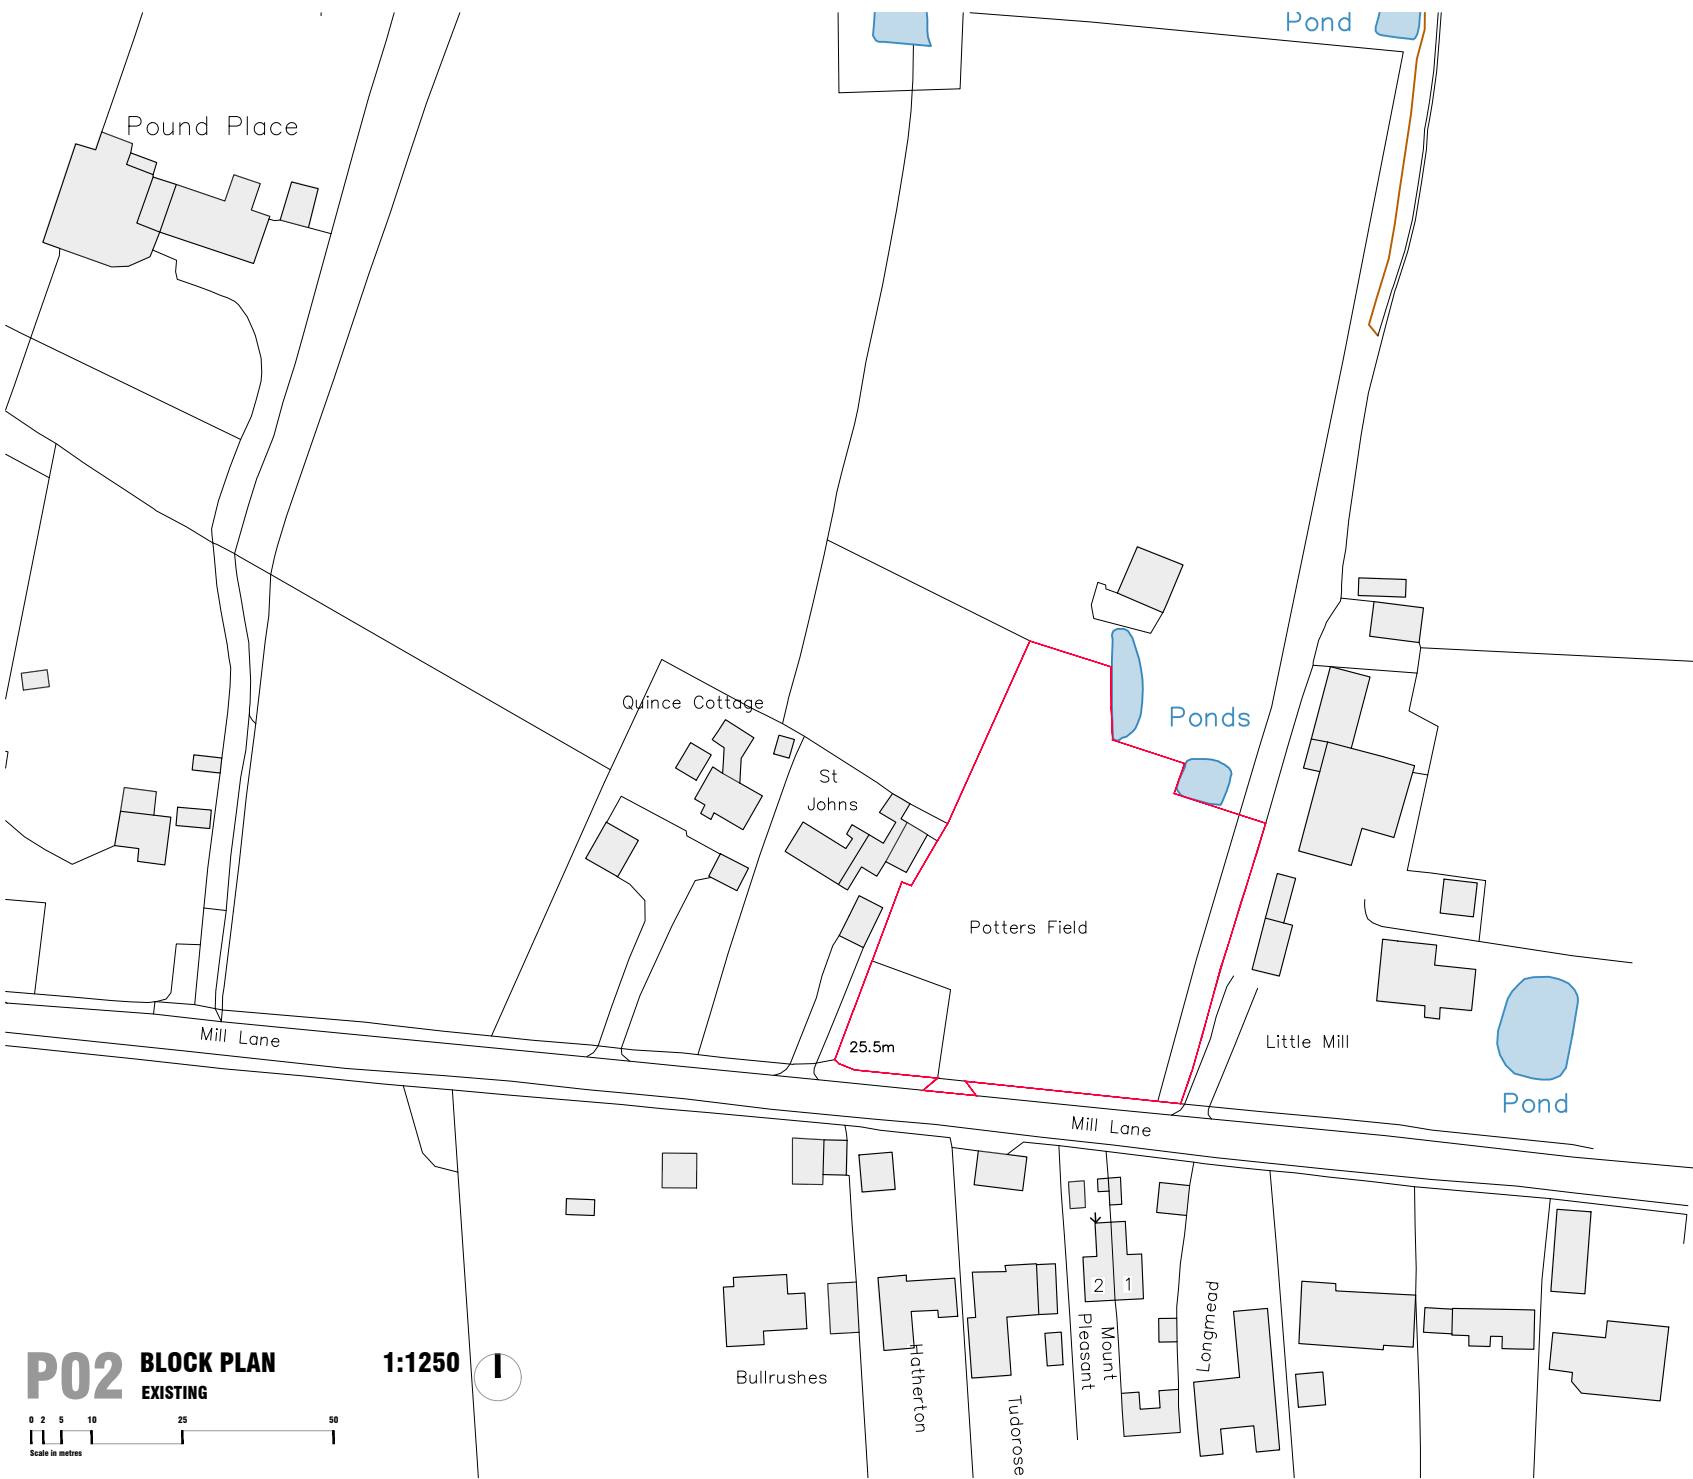 Pond
Pound Place
Quince Cottage
Ponds
St
Johns
Potters Field
Mill Lane
25.5m
Little Mill
Pond
Mill Lane
2
1
Mount
Pleasant
Longmead
Hatherton
Tudorose
Bullrushes
P02
BLOCK PLAN
1:1250
EXISTING
0 2 5 10 25 50
Scale in metres